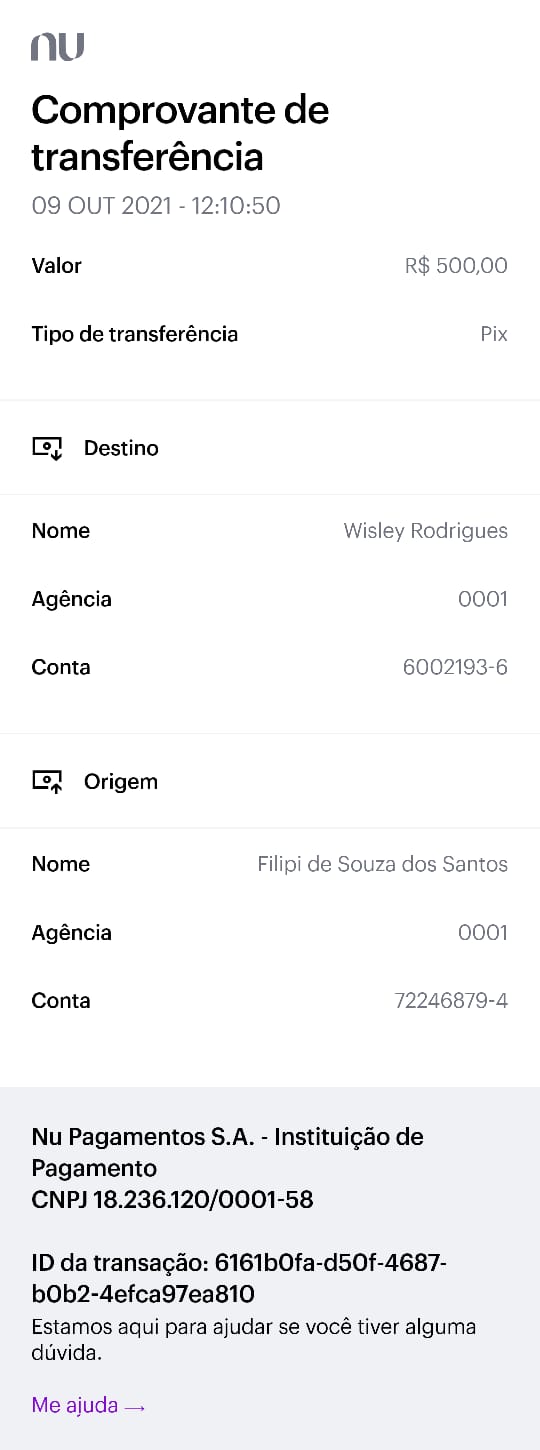 nu
Comprovante de
transferência
09 OUT 2021 - 12:10:50
Valor R$ 500,00
Tipo de transferência Pix
Destino
Nome Wisley Rodrigues
Agência 0001
Conta 6002193-6
Origem
Nome Filipi de Souza dos Santos
Agência 0001
Conta 72246879-4
Nu Pagamentos S.A. - Instituição de
Pagamento
CNPJ 18.236.120/0001-58
ID da transação: 6161b0fa-d50f-4687-
b0b2-4efca97ea810
Estamos aqui para ajudar se você tiver alguma
dúvida.
Me ajuda →